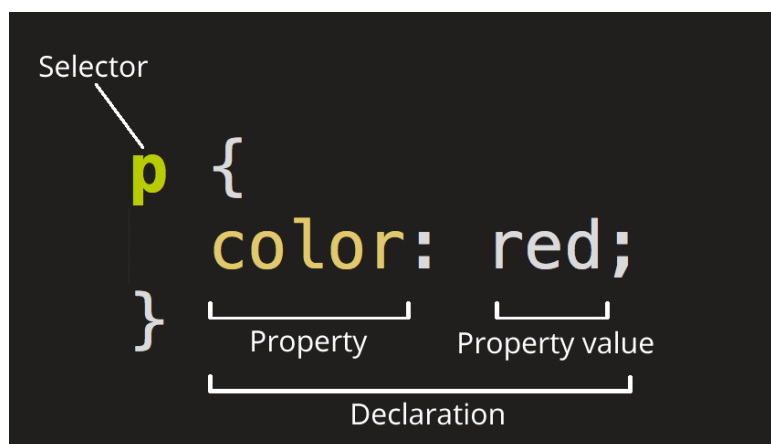 Selector
p {
color: red;
}
Property
Property value
Declaration